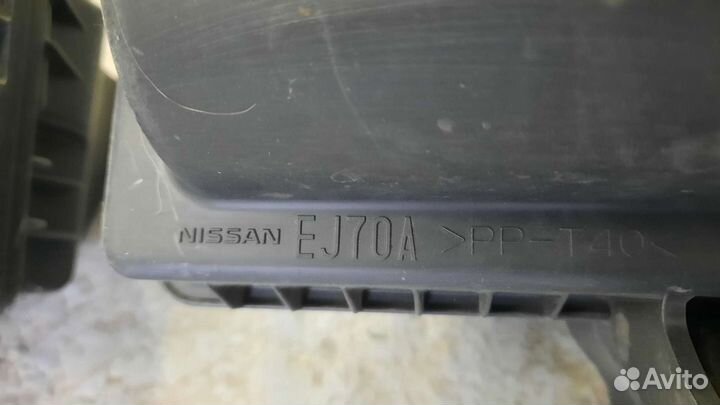 NISSAN EJ70A >PP-T40<
Avito